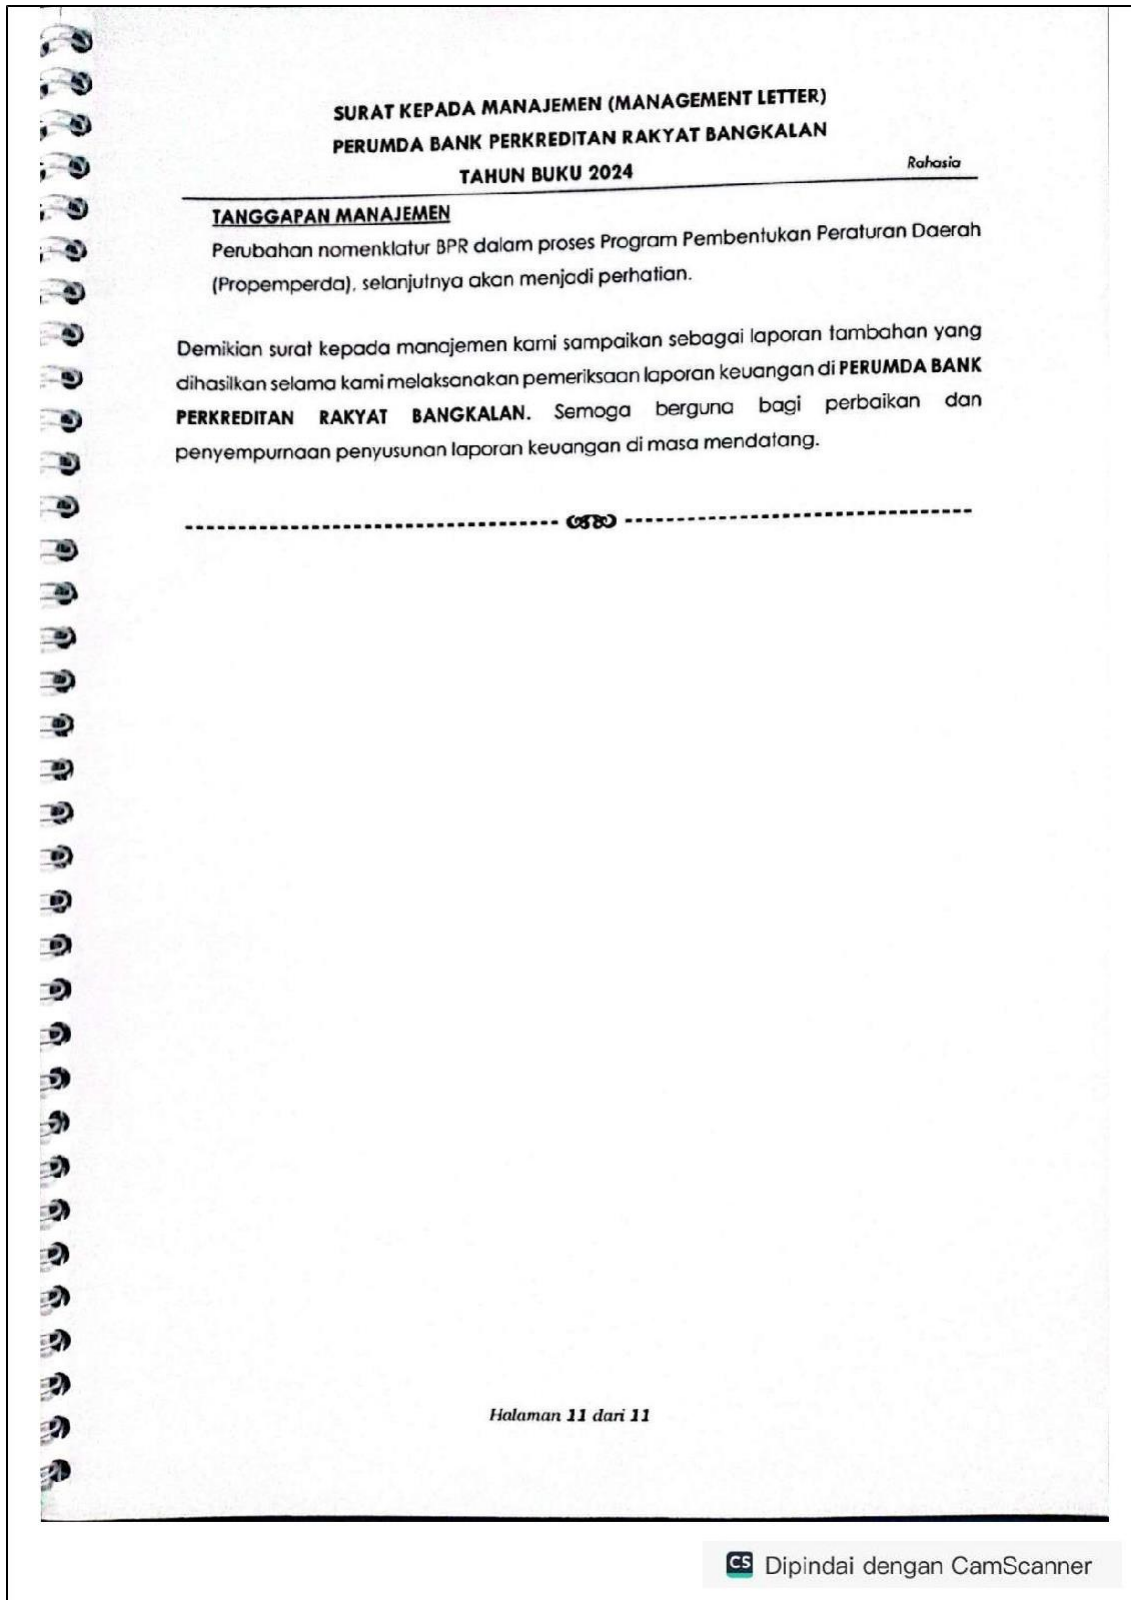 SURAT KEPADA MANAJEMEN (MANAGEMENT LETTER)
PERUMDA BANK PERKREDITAN RAKYAT BANGKALAN
TAHUN BUKU 2024
Rahasia
TANGGAPAN MANAJEMEN
Perubahan nomenklatur BPR dalam proses Program Pembentukan Peraturan Daerah
(Propemperda), selanjutnya akan menjadi perhatian.
Demikian surat kepada manajemen kami sampaikan sebagai laporan tambahan yang
dihasilkan selama kami melaksanakan pemeriksaan laporan keuangan di PERUMDA BANK
PERKREDITAN RAKYAT BANGKALAN. Semoga berguna bagi perbaikan dan
penyempurnaan penyusunan laporan keuangan di masa mendatang.
Halaman 11 dari 11
CS Dipindai dengan CamScanner